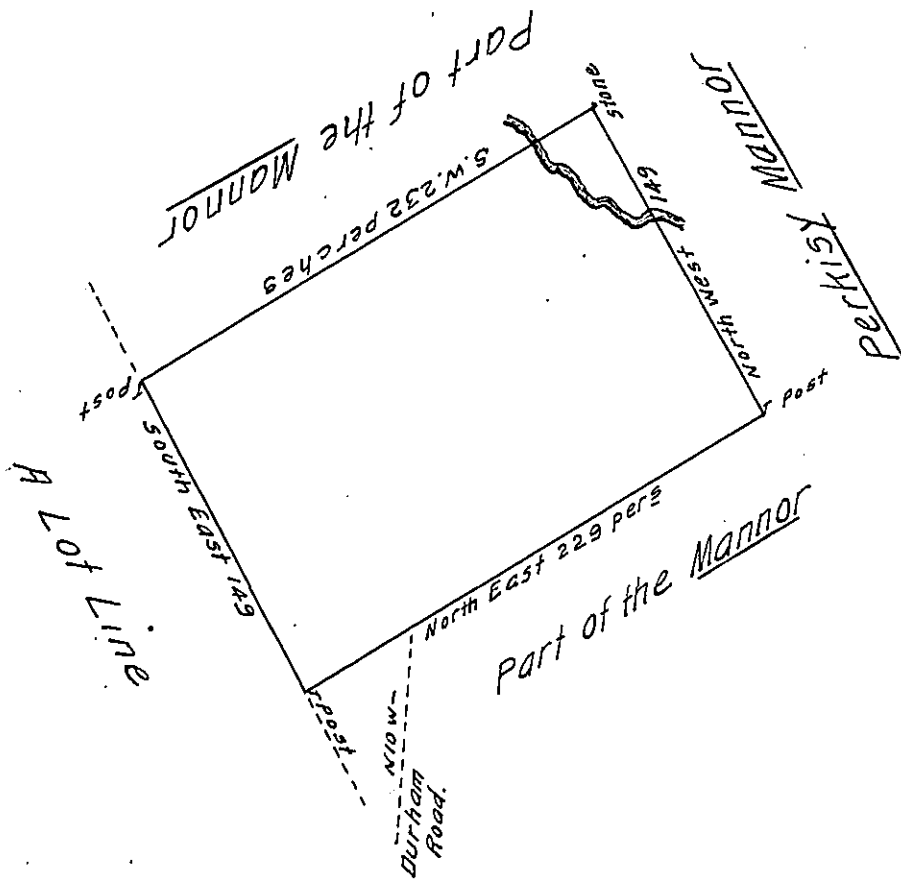 Part of the Mannor
S.W. 232 perches
Stone
Perkisy Mannor
North West 149
Post
post
South East 149
A Lot Line
North East 229 pers
Part of the Mannor
post
N10W
Durham
Road.